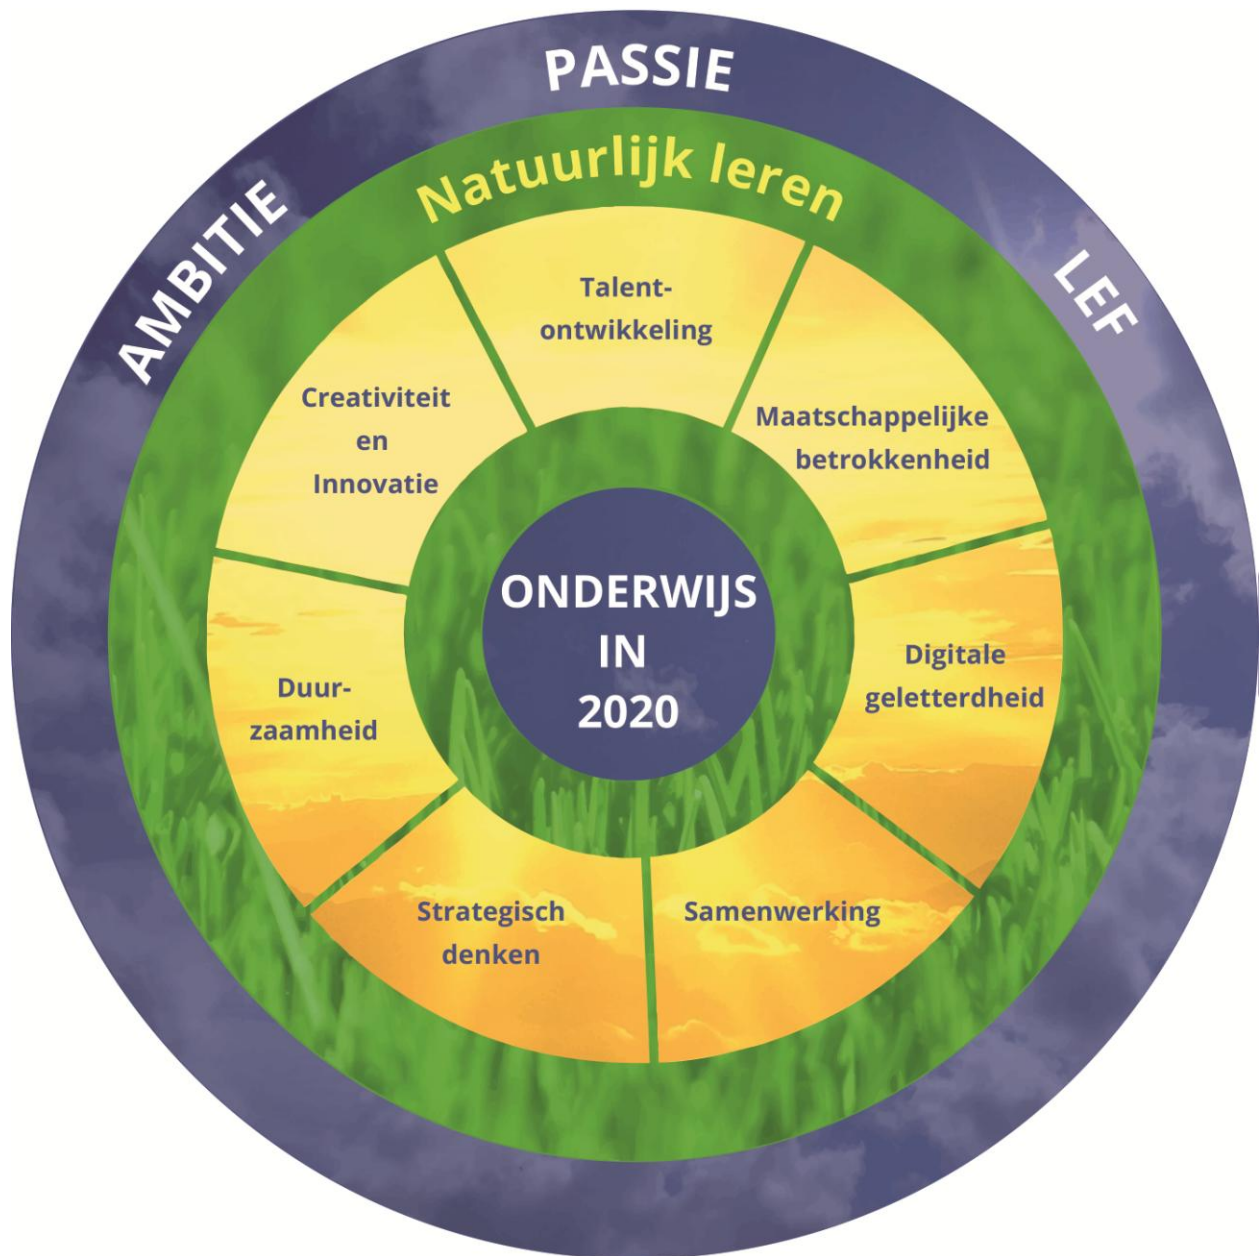 PASSIE
AMBITIE
LEF
Natuurlijk leren
Talent-
ontwikkeling
Maatschappelijke
betrokkenheid
Digitale
geletterdheid
Samenwerking
Strategisch
denken
Duur-
zaamheid
Creativiteit
en
Innovatie
ONDERWIJS
IN
2020